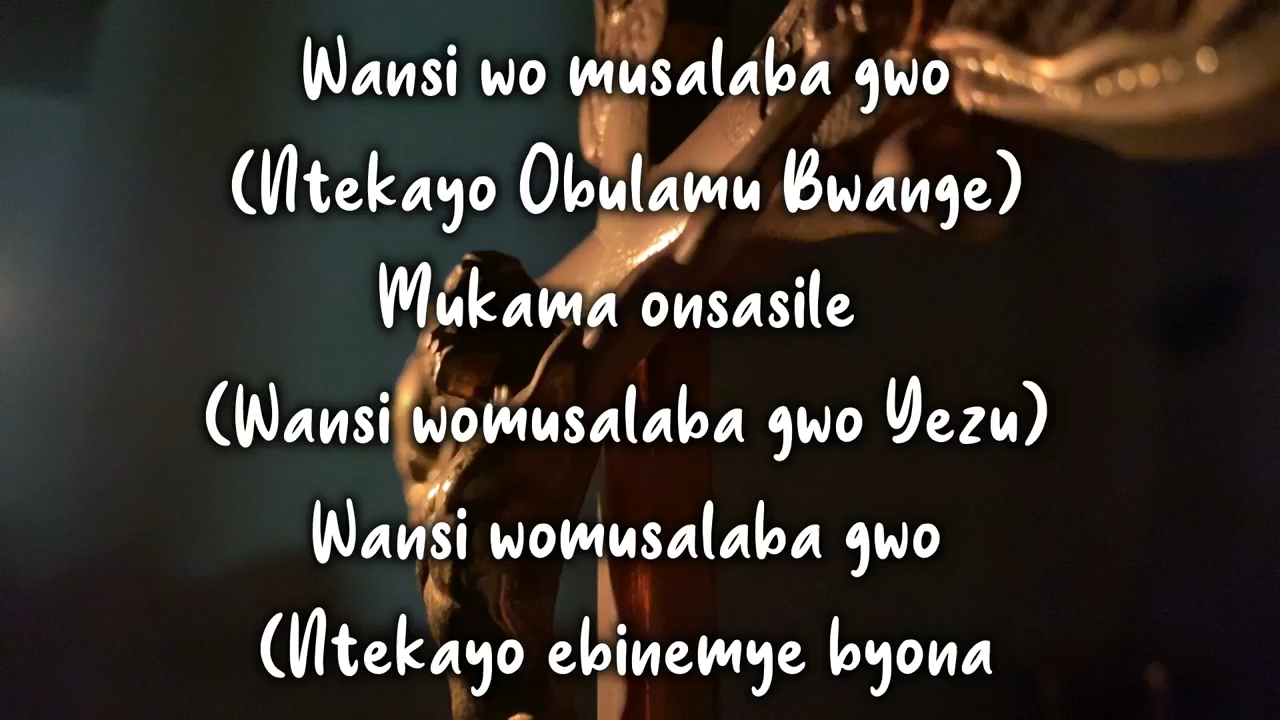 Wansi wo musalaba gwo
(Ntekayo Obulamu Bwange)
Mukama onsasile
(Wansi womusalaba gwo Yezu)
Wansi womusalaba gwo
(Ntekayo ebinemye byona